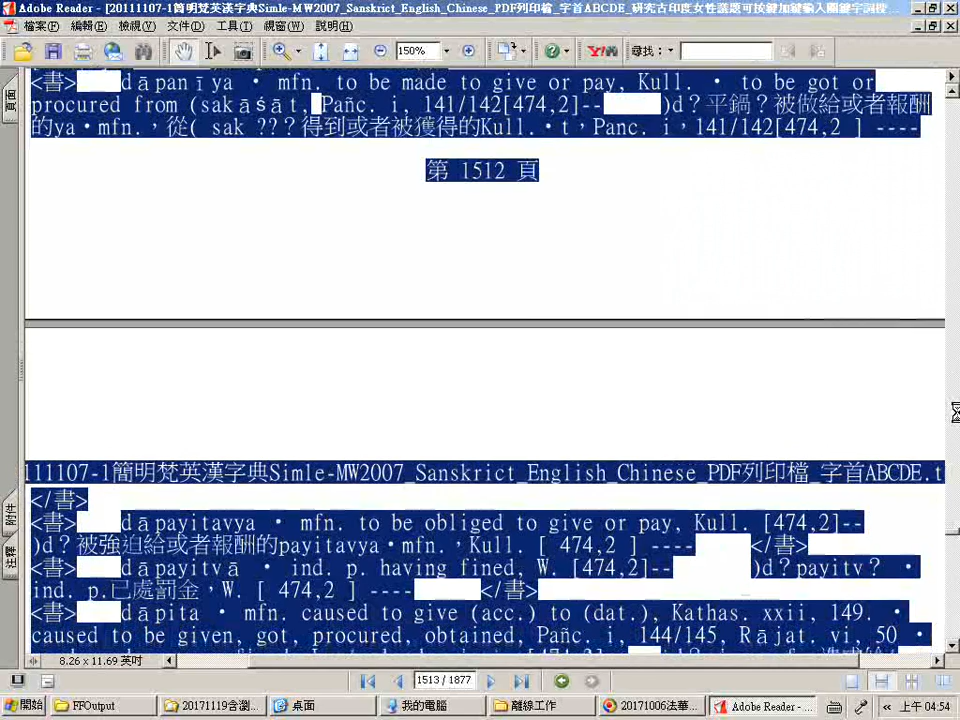 Adobe Reader - [20111107-1簡明梵英漢字典Simle-MW2007_Sanskrict_English_Chinese_PDF列印檔_字首ABCDE_研究古印度女性議題可按鍵加鍵輸入關鍵字詞搜...
檔案(F) 編輯(E) 檢視(V) 文件(D) 工具(T) 視窗(W) 說明(H)
150% Y! 尋找:
頁面
<書> dāpanīya • mfn. to be made to give or pay, Kull. • to be got or
procured from (sakāśāt, Pañc. i, 141/142[474,2]-- )d？平鍋？被做給或者報酬
的ya•mfn.，從( sak ??？得到或者被獲得的Kull.•t，Panc. i，141/142[474,2 ] ----
第 1512 頁
111107-1簡明梵英漢字典Simle-MW2007_Sanskrict_English_Chinese_PDF列印檔_字首ABCDE.t
</書>
<書> dāpayitavya • mfn. to be obliged to give or pay, Kull. [474,2]--
)d？被強迫給或者報酬的payitavya•mfn.，Kull. [ 474,2 ] ---- </書>
<書> dāpayitvā • ind. p. having fined, W. [474,2]-- )d？payitv？ •
ind. p.已處罰金，W. [ 474,2 ] ---- </書>
<書> dāpita • mfn. caused to give (acc.) to (dat.), Kathas. xxii, 149. •
caused to be given, got, procured, obtained, Pañc. i, 144/145, Rājat. vi, 50 •
附件
注釋
8.26 x 11.69 英吋
1513 / 1877
開始 FFOutput 20171119含瀏... 桌面 我的電腦 離線工作 20171006法華... Adobe Reader - [... 上午 04:54